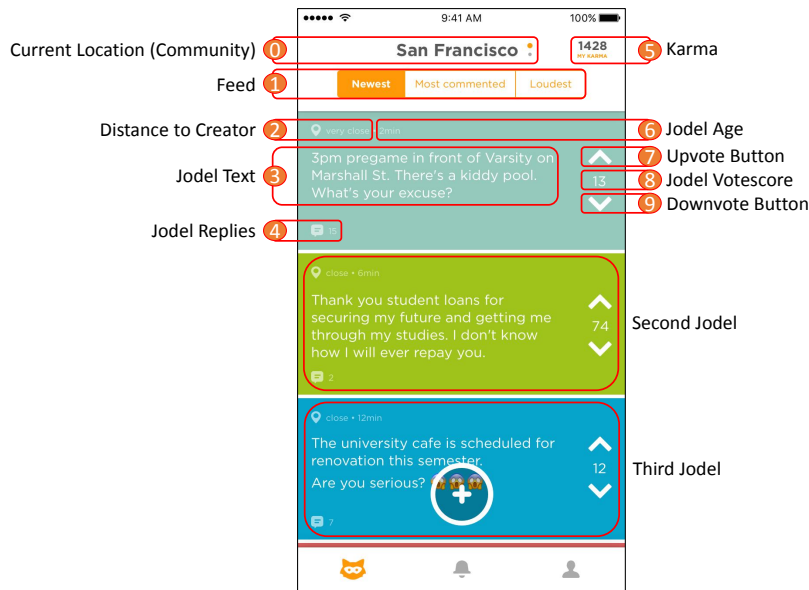 9:41 AM 100%
Current Location (Community) 0 San Francisco 1428 5 Karma
MY KARMA
Feed 1 Newest Most commented Loudest
Distance to Creator 2 very close • 2min 6 Jodel Age
3pm pregame in front of Varsity on 7 Upvote Button
Jodel Text 3 Marshall St. There's a kiddy pool. 13 8 Jodel Votescore
What's your excuse? 9 Downvote Button
Jodel Replies 4 15
close • 6min
Thank you student loans for
securing my future and getting me 74 Second Jodel
through my studies. I don't know
how I will ever repay you.
2
close • 12min
The university cafe is scheduled for
renovation this semester. 12 Third Jodel
Are you serious? 😱😱😱
7